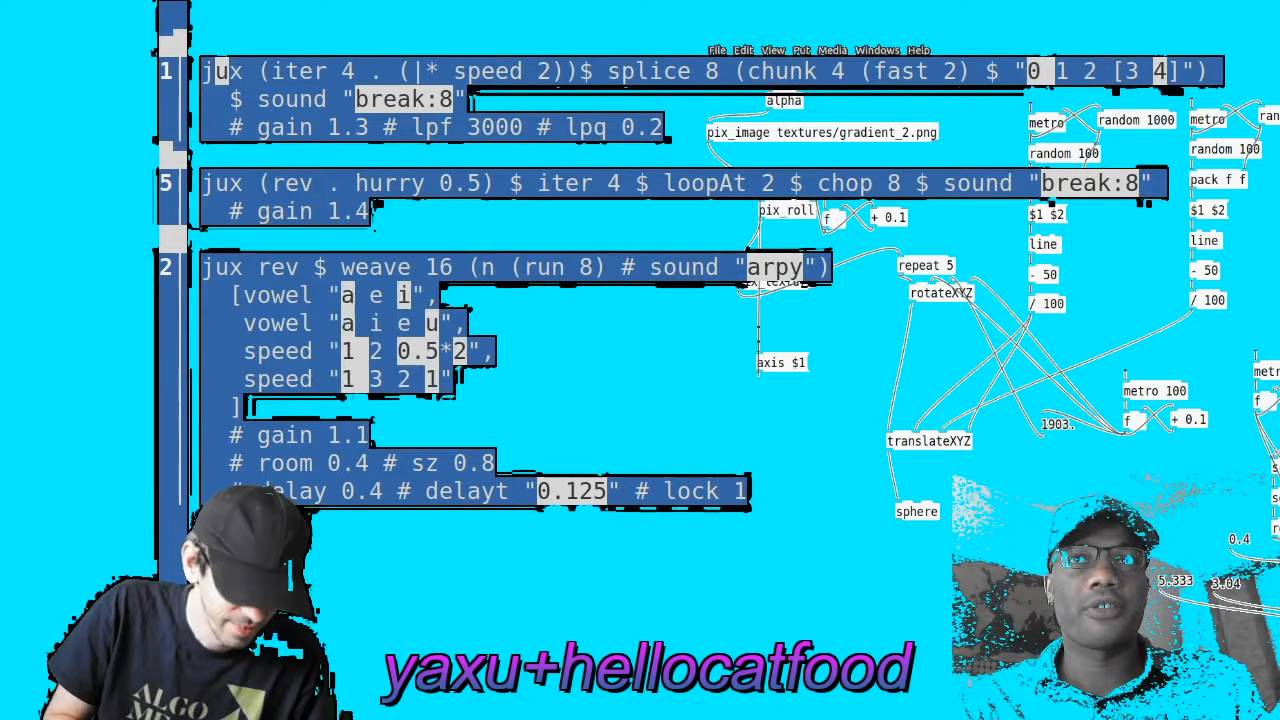 File Edit View Put Media Windows Help
1 jux (iter 4 . (|* speed 2))$ splice 8 (chunk 4 (fast 2) $ "0 1 2 [3 4]")
$ sound "break:8"
# gain 1.3 # lpf 3000 # lpq 0.2
5 jux (rev . hurry 0.5) $ iter 4 $ loopAt 2 $ chop 8 $ sound "break:8"
# gain 1.4
2 jux rev $ weave 16 (n (run 8) # sound "arpy")
[vowel "a e i",
vowel "a i e u",
speed "1 2 0.5*2",
speed "1 3 2 1"
]
# gain 1.1
# room 0.4 # sz 0.8
# delay 0.4 # delayt "0.125" # lock 1
alpha
pix_image textures/gradient_2.png
pix_roll
f
+ 0.1
axis $1
repeat 5
rotateXYZ
translateXYZ
sphere
metro
random 1000
random 100
$1 $2
line
- 50
/ 100
metro
random 100
pack f f
$1 $2
line
- 50
/ 100
metro 100
f
+ 0.1
1903.
f
0.4
5.333
3.04
ALGO
yaxu+hellocatfood